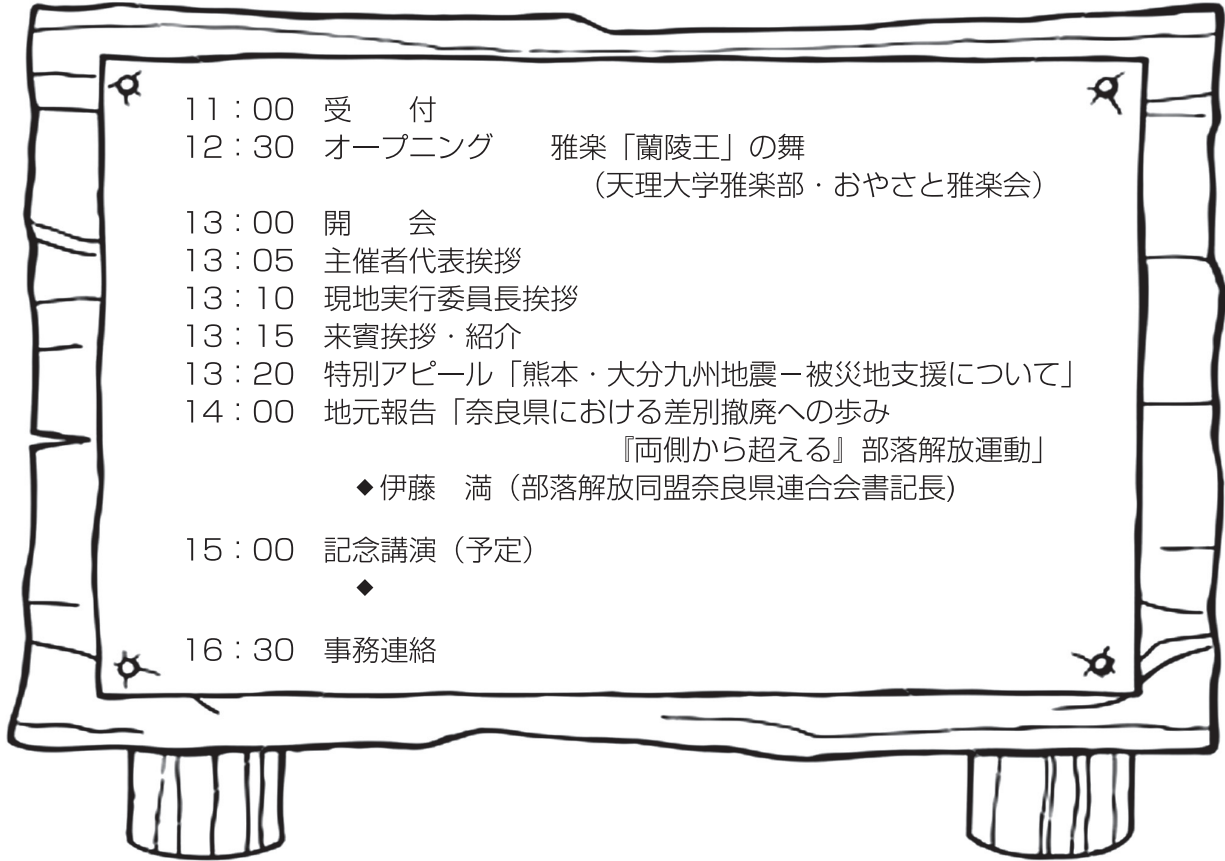 11：00　受　　付
12：30　オープニング　　雅楽「蘭陵王」の舞
（天理大学雅楽部・おやさと雅楽会）
13：00　開　　会
13：05　主催者代表挨拶
13：10　現地実行委員長挨拶
13：15　来賓挨拶・紹介
13：20　特別アピール「熊本・大分九州地震－被災地支援について」
14：00　地元報告「奈良県における差別撤廃への歩み
『両側から超える』部落解放運動」
◆伊藤　満（部落解放同盟奈良県連合会書記長)
15：00　記念講演（予定）
◆
16：30　事務連絡